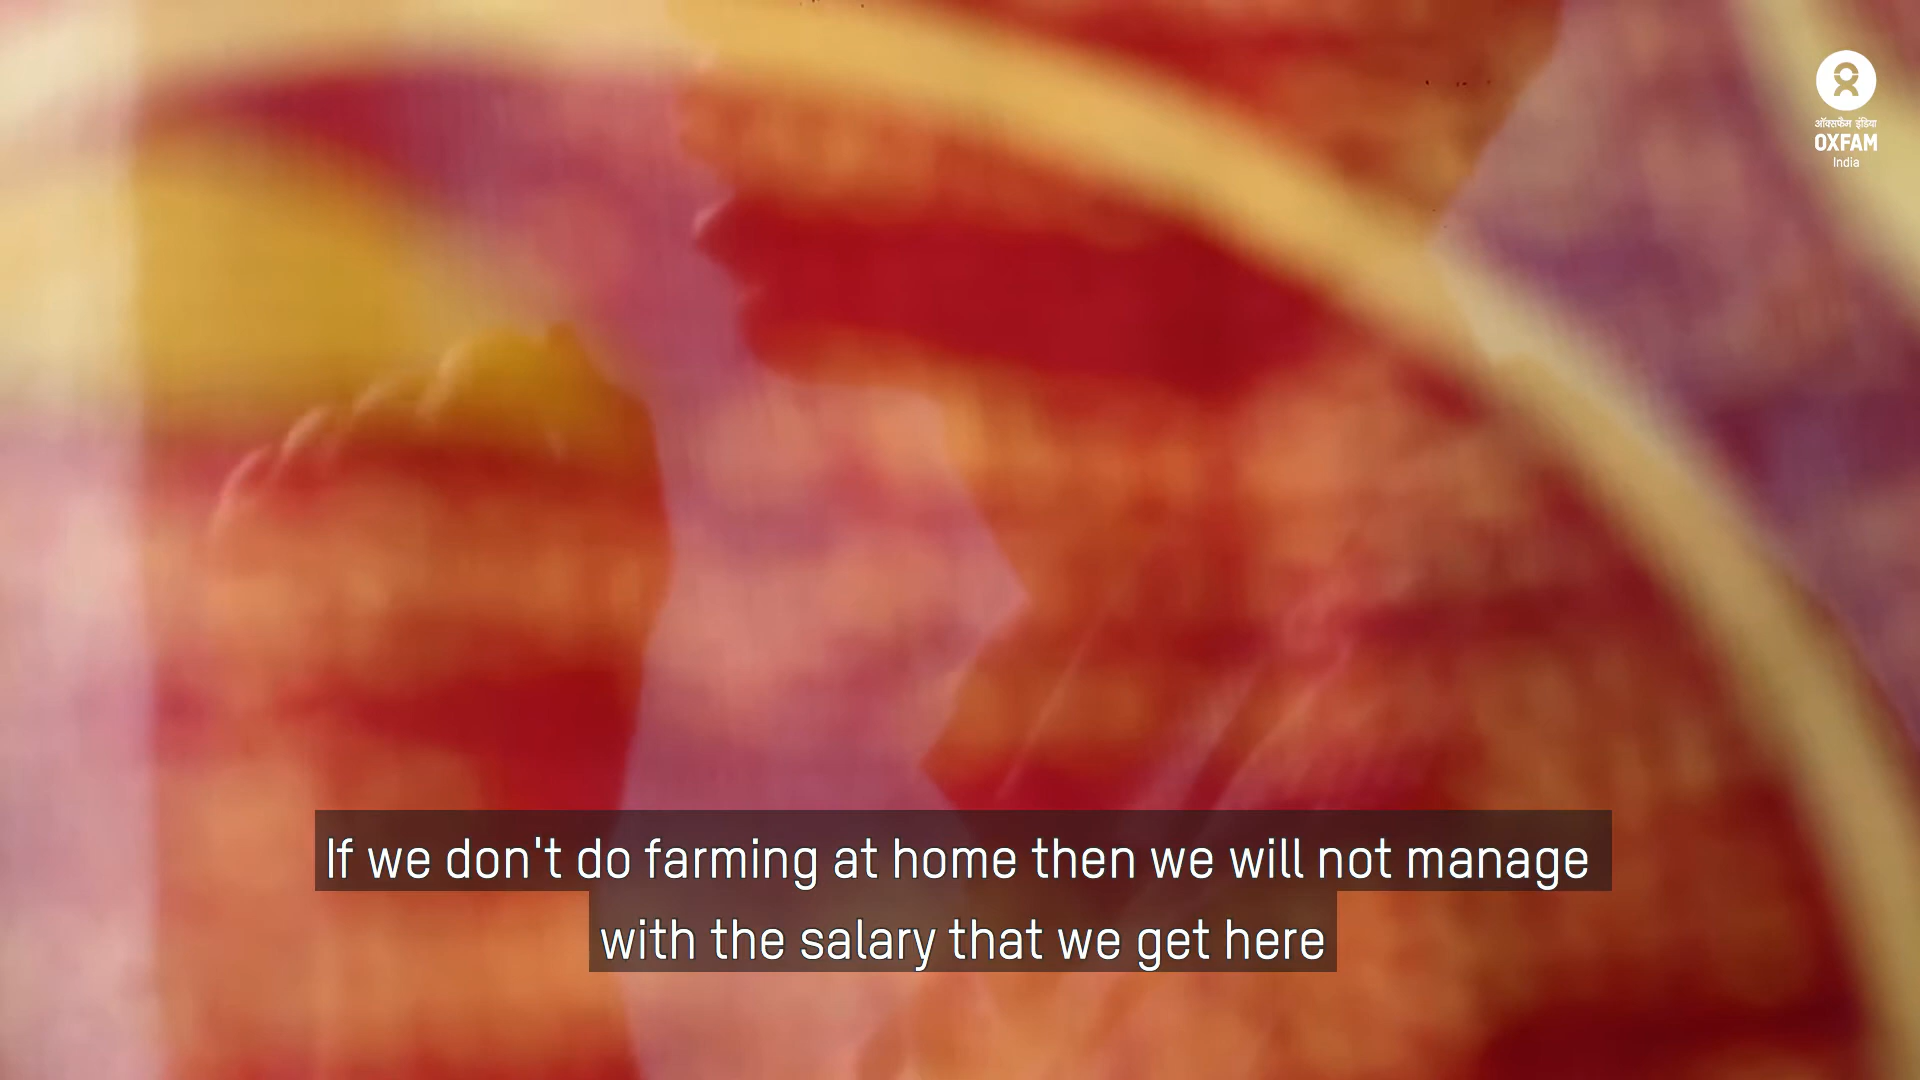 ऑक्सफैम इंडिया
OXFAM
India
If we don't do farming at home then we will not manage
with the salary that we get here